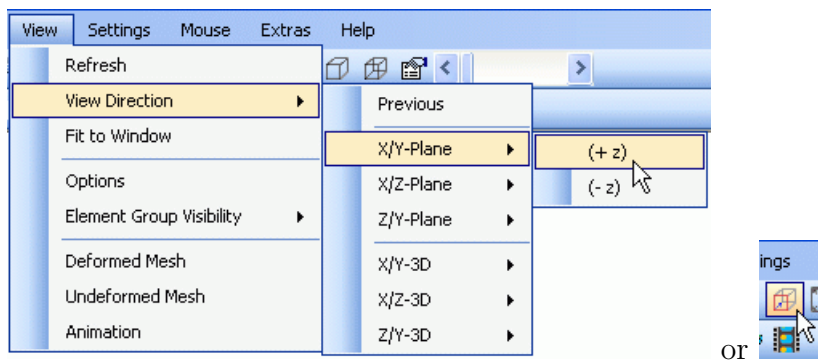 View Settings Mouse Extras Help
Refresh
View Direction
Fit to Window
Options
Element Group Visibility
Deformed Mesh
Undeformed Mesh
Animation
Previous
X/Y-Plane
X/Z-Plane
Z/Y-Plane
X/Y-3D
X/Z-3D
Z/Y-3D
(+ z)
(- z)
or
ings